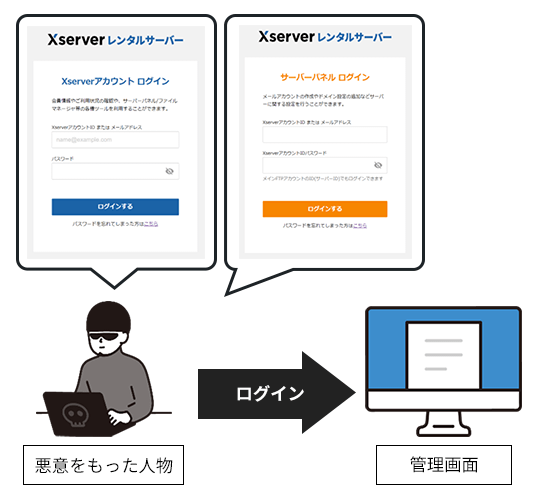 Xserver レンタルサーバー
Xserverアカウント ログイン
会員情報やご利用状況の確認や、サーバーパネル/ファイル
マネージャ等の各種ツールを利用することができます。
XserverアカウントID または メールアドレス
name@example.com
パスワード
ログインする
パスワードを忘れてしまった方はこちら
Xserver レンタルサーバー
サーバーパネル ログイン
メールアカウントの作成やドメイン設定の追加などサーバ
ーに関する設定を行うことができます。
XserverアカウントID または メールアドレス
XserverアカウントIDパスワード
メインFTPアカウントのID(サーバーID)でもログインできます
ログインする
パスワードを忘れてしまった方はこちら
ログイン
悪意をもった人物
管理画面